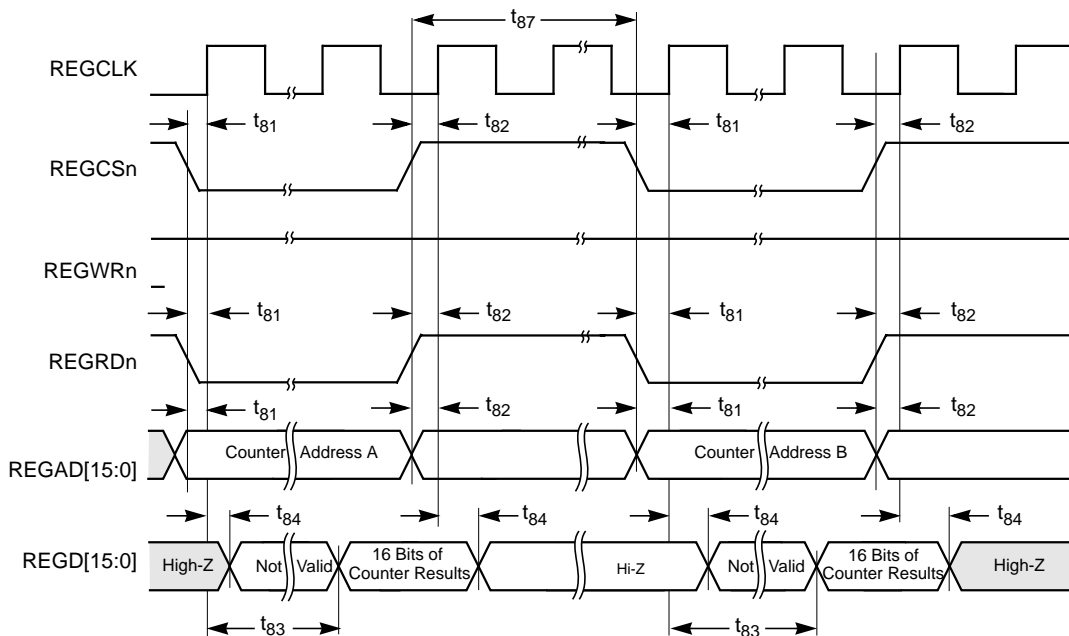 t87
REGCLK
t81 t82 t81 t82
REGCSn
REGWRn
t81 t82 t81 t82
REGRDn
t81 t82 t81 t82
REGAD[15:0] Counter Address A Counter Address B
t84 t84 t84 t84
REGD[15:0] High-Z Not Valid 16 Bits of Counter Results Hi-Z Not Valid 16 Bits of Counter Results High-Z
t83 t83